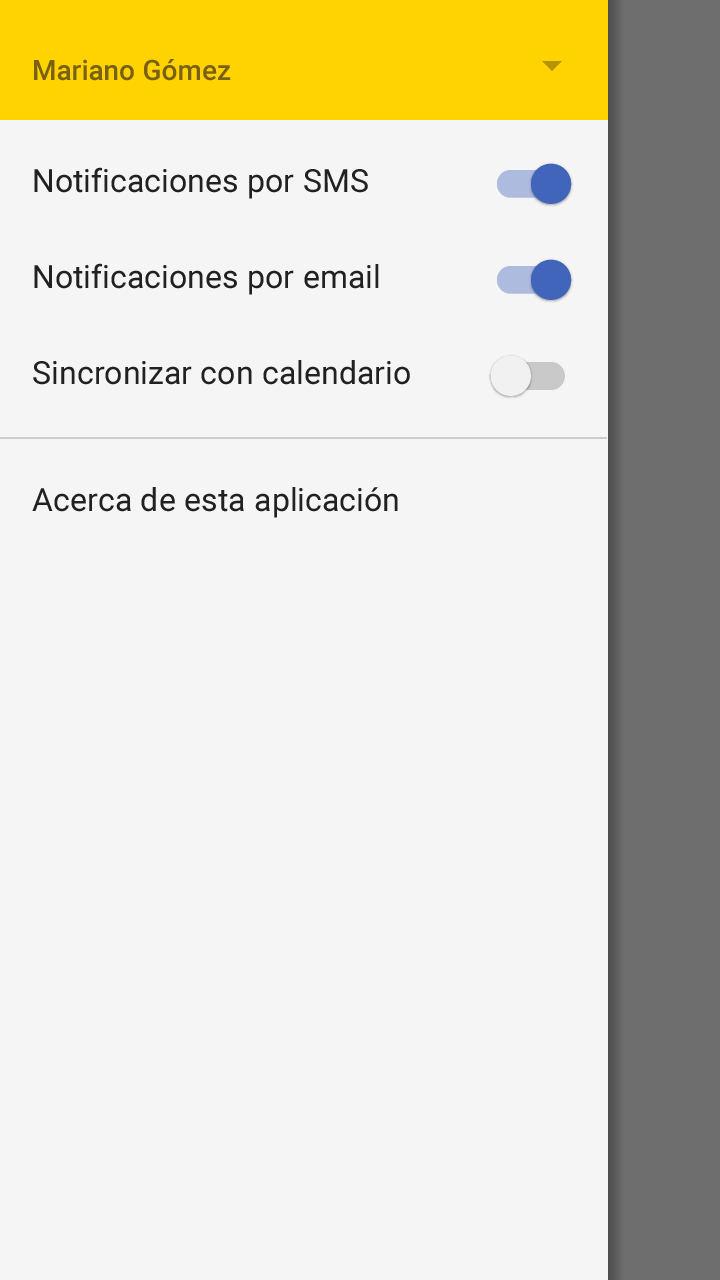 Mariano Gómez
Notificaciones por SMS
Notificaciones por email
Sincronizar con calendario
Acerca de esta aplicación